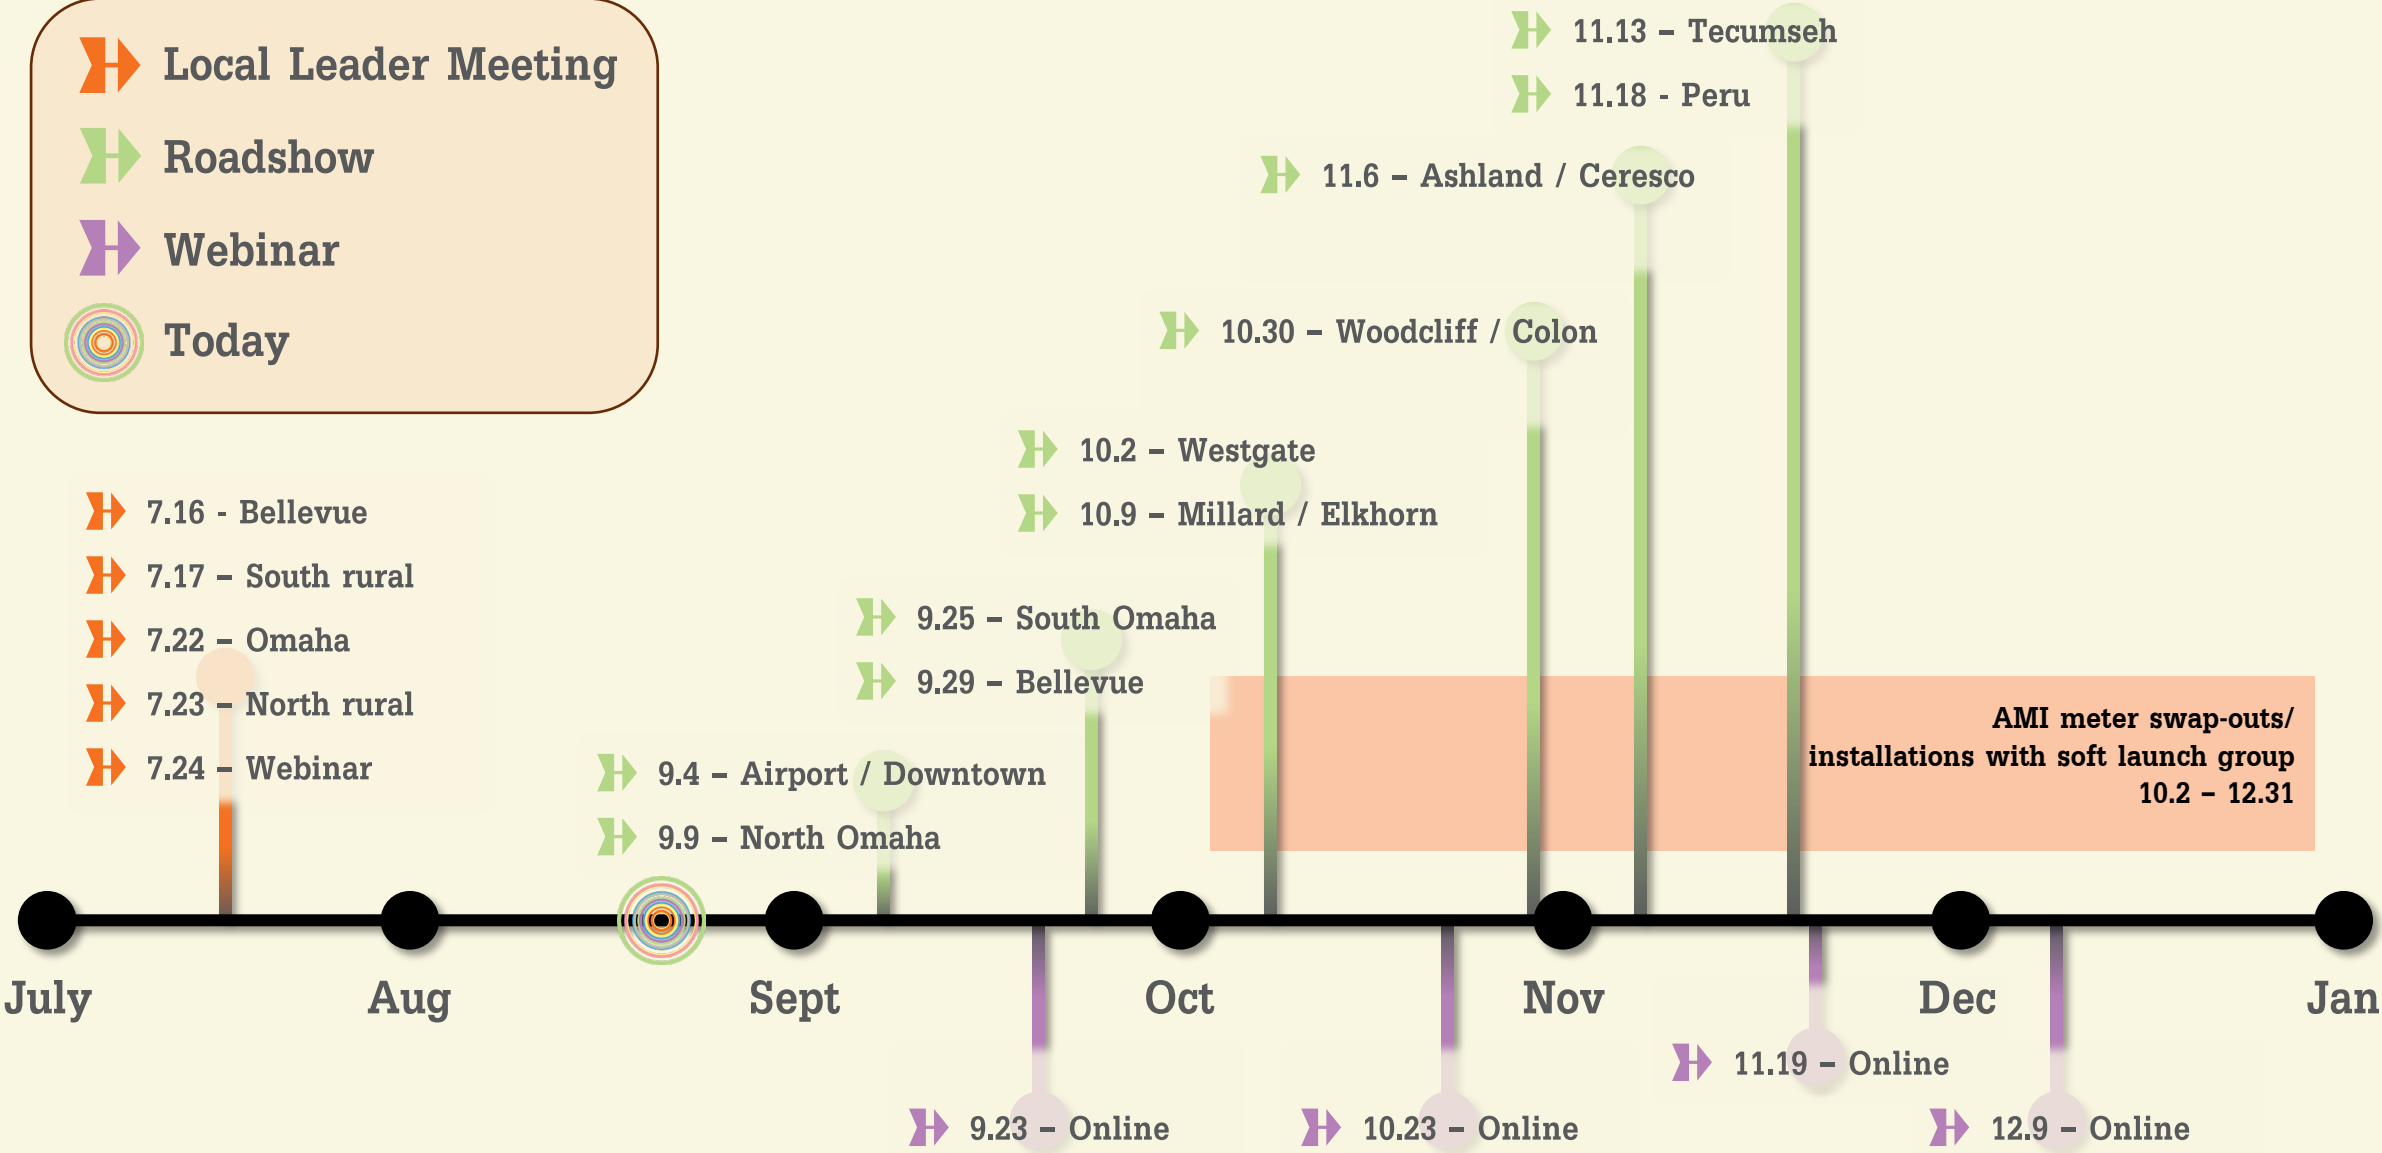 Local Leader Meeting
Roadshow
Webinar
Today
11.13 – Tecumseh
11.18 - Peru
11.6 – Ashland / Ceresco
10.30 – Woodcliff / Colon
10.2 – Westgate
10.9 – Millard / Elkhorn
7.16 - Bellevue
7.17 – South rural
7.22 – Omaha
7.23 – North rural
7.24 – Webinar
9.25 – South Omaha
9.29 – Bellevue
9.4 – Airport / Downtown
9.9 – North Omaha
AMI meter swap-outs/
installations with soft launch group
10.2 – 12.31
July
Aug
Sept
Oct
Nov
Dec
Jan
11.19 – Online
9.23 – Online
10.23 – Online
12.9 – Online